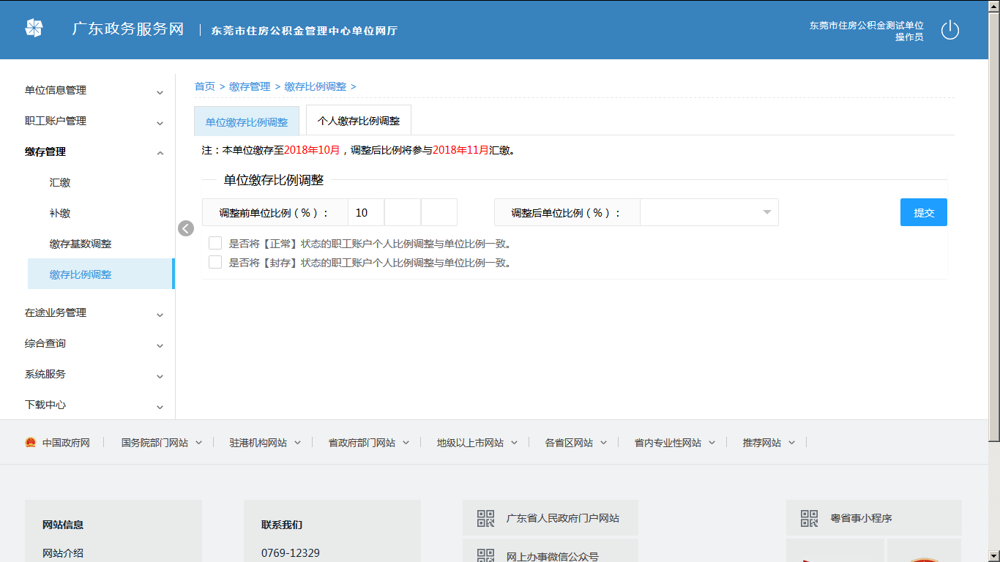 广东政务服务网
东莞市住房公积金管理中心单位网厅
东莞市住房公积金测试单位
操作员
单位信息管理
职工账户管理
缴存管理
汇缴
补缴
缴存基数调整
缴存比例调整
在途业务管理
综合查询
系统服务
下载中心
首页 > 缴存管理 > 缴存比例调整 >
单位缴存比例调整
个人缴存比例调整
注：本单位缴存至2018年10月，调整后比例将参与2018年11月汇缴。
单位缴存比例调整
调整前单位比例（%）： 10
调整后单位比例（%）：
提交
是否将【正常】状态的职工账户个人比例调整与单位比例一致。
是否将【封存】状态的职工账户个人比例调整与单位比例一致。
中国政府网
国务院部门网站
驻港机构网站
省政府部门网站
地级以上市网站
各省区网站
省内专业性网站
推荐网站
网站信息
网站介绍
联系我们
0769-12329
广东省人民政府门户网站
网上办事微信公众号
粤省事小程序